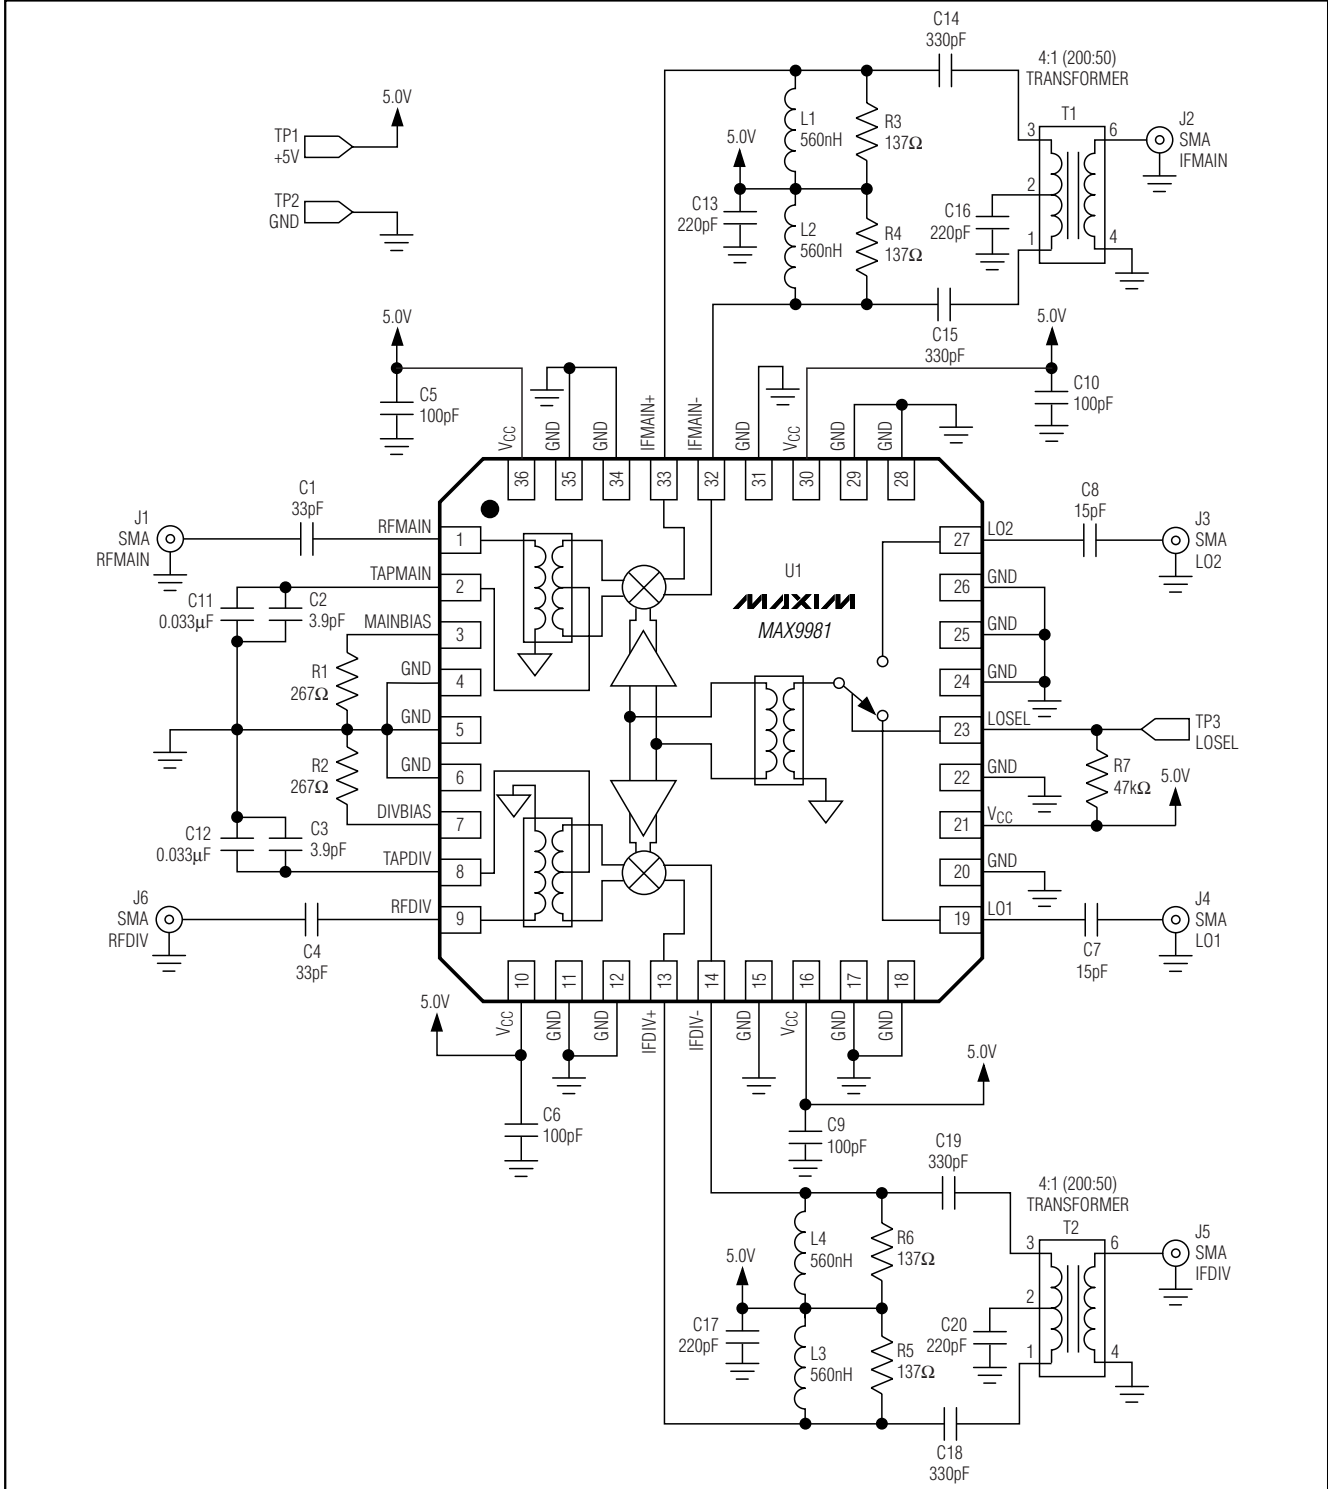 C14
330pF
4:1 (200:50)
TRANSFORMER
T1
5.0V
TP1
+5V
L1
560nH
R3
137Ω
3
6
J2
SMA
IFMAIN
5.0V
TP2
GND
C13
220pF
2
C16
220pF
L2
560nH
R4
137Ω
1
4
5.0V
C15
330pF
5.0V
C5
100pF
C10
100pF
VCC
GND
GND
IFMAIN+
IFMAIN-
GND
VCC
GND
GND
36
35
34
33
32
31
30
29
28
C1
33pF
J1
SMA
RFMAIN
RFMAIN
1
27
LO2
C8
15pF
J3
SMA
LO2
TAPMAIN
2
U1
MAXIM
MAX9981
26
GND
C11
0.033µF
C2
3.9pF
MAINBIAS
3
25
GND
R1
267Ω
GND
4
24
GND
GND
5
23
LOSEL
TP3
LOSEL
R2
267Ω
GND
6
22
GND
R7
47kΩ
5.0V
DIVBIAS
7
21
VCC
C12
0.033µF
C3
3.9pF
TAPDIV
8
20
GND
J6
SMA
RFDIV
RFDIV
9
19
LO1
J4
SMA
LO1
C4
33pF
C7
15pF
10
11
12
13
14
15
16
17
18
VCC
GND
GND
IFDIV+
IFDIV-
GND
VCC
GND
GND
5.0V
5.0V
C6
100pF
C9
100pF
C19
330pF
4:1 (200:50)
TRANSFORMER
T2
L4
560nH
R6
137Ω
3
6
J5
SMA
IFDIV
5.0V
2
C17
220pF
C20
220pF
L3
560nH
R5
137Ω
1
4
C18
330pF